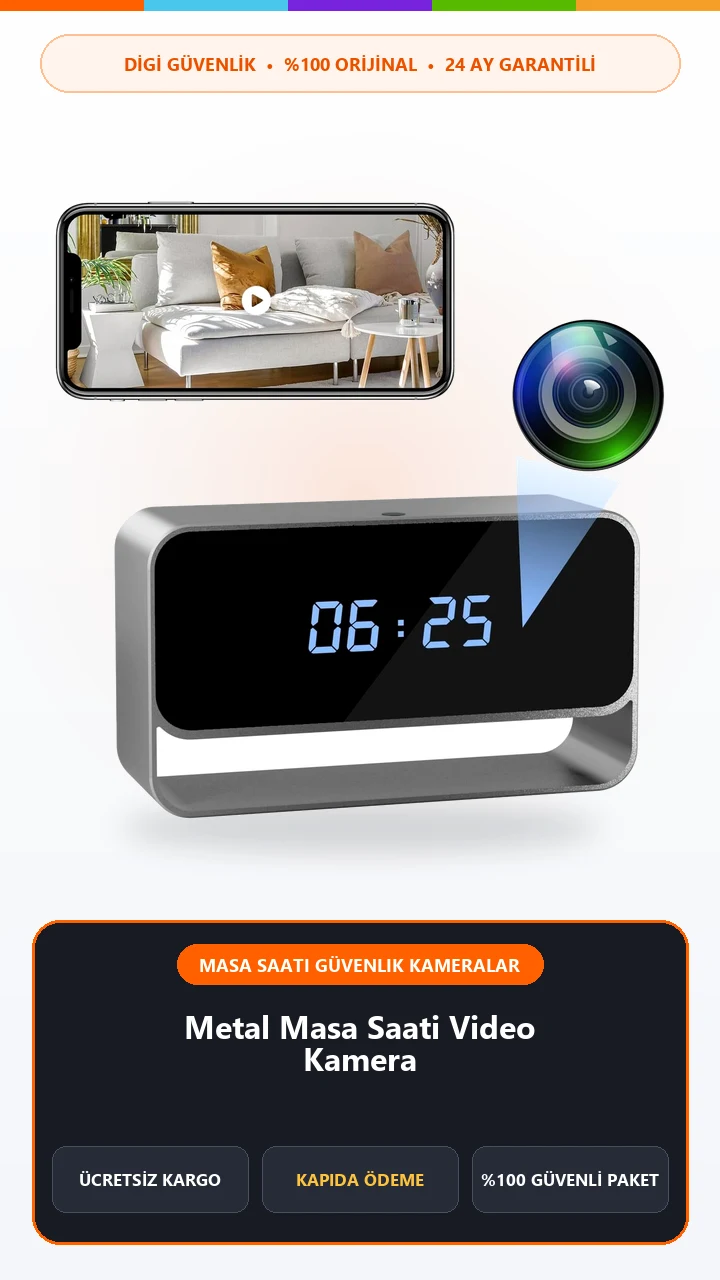 DİGİ GÜVENLİK • %100 ORİJİNAL • 24 AY GARANTİLİ
06:25
MASA SAATI GÜVENLIK KAMERALAR
Metal Masa Saati Video
Kamera
ÜCRETSİZ KARGO
KAPIDA ÖDEME
%100 GÜVENLİ PAKET